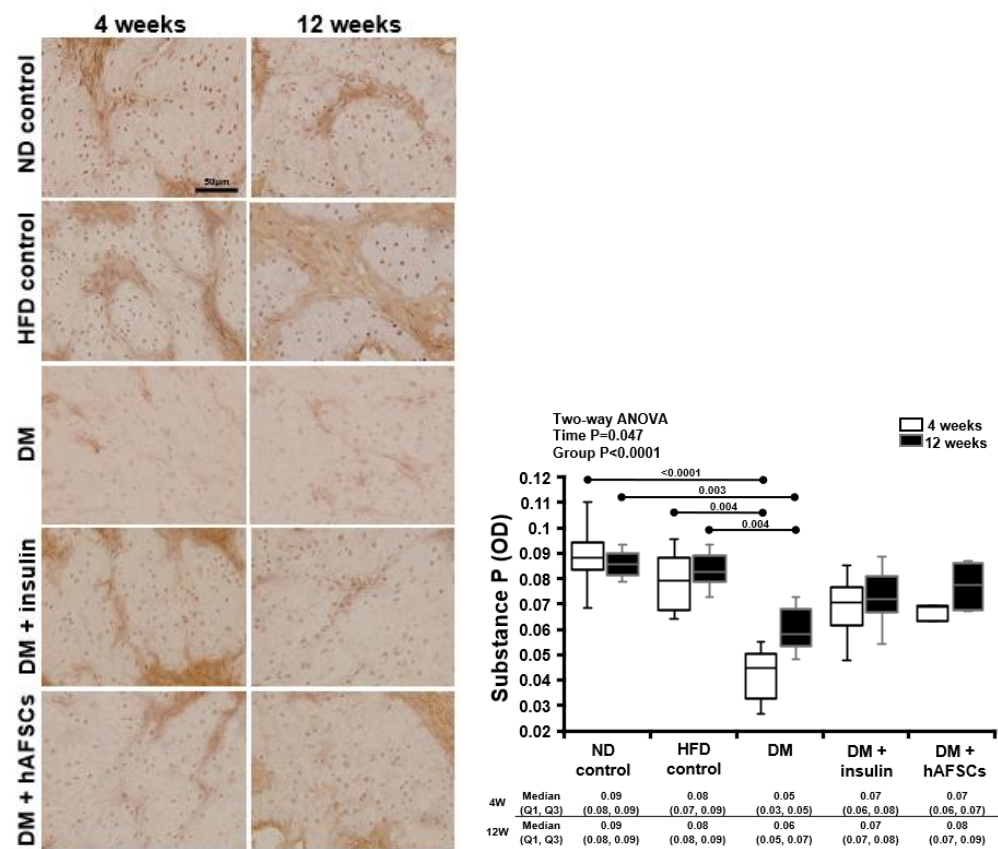 4 weeks 12 weeks
ND control
50µm
HFD control
DM
DM + insulin
DM + hAFSCs
Two-way ANOVA
Time P=0.047
Group P<0.0001
4 weeks
12 weeks
<0.0001
0.003
0.004
0.004
Substance P (OD)
0.12
0.12
0.1
0.09
0.08
0.07
0.06
0.05
0.04
0.03
0.02
ND control
HFD control
DM
DM + insulin
DM + hAFSCs
4W Median 0.09 0.08 0.05 0.07 0.07
(Q1, Q3) (0.08, 0.09) (0.07, 0.09) (0.03, 0.05) (0.06, 0.08) (0.06, 0.07)
12W Median 0.09 0.08 0.06 0.07 0.08
(Q1, Q3) (0.08, 0.09) (0.08, 0.09) (0.05, 0.07) (0.07, 0.08) (0.07, 0.09)